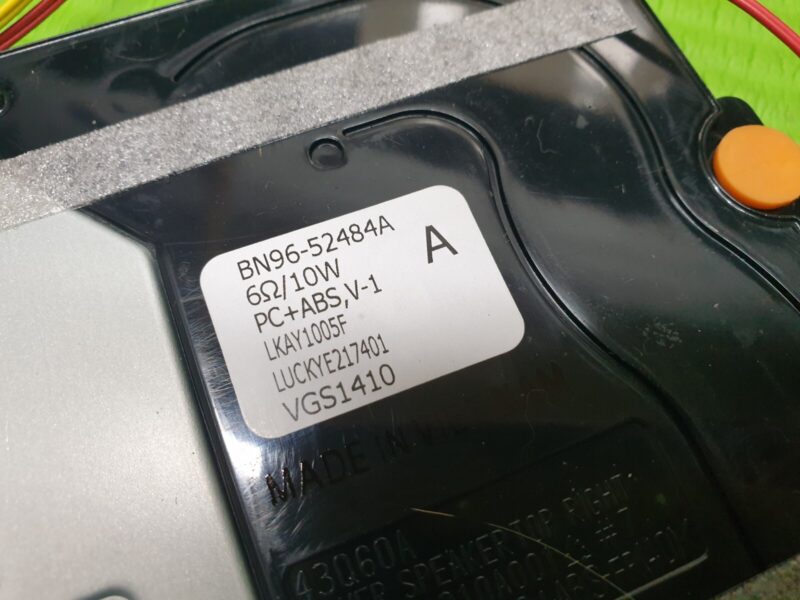 BN96-52484A
A
6Ω/10W
PC+ABS,V-1
LKAY1005F
LUCKYE217401
VGS1410
MADE IN
43Q60A
SPEAKER TOP RIGHT